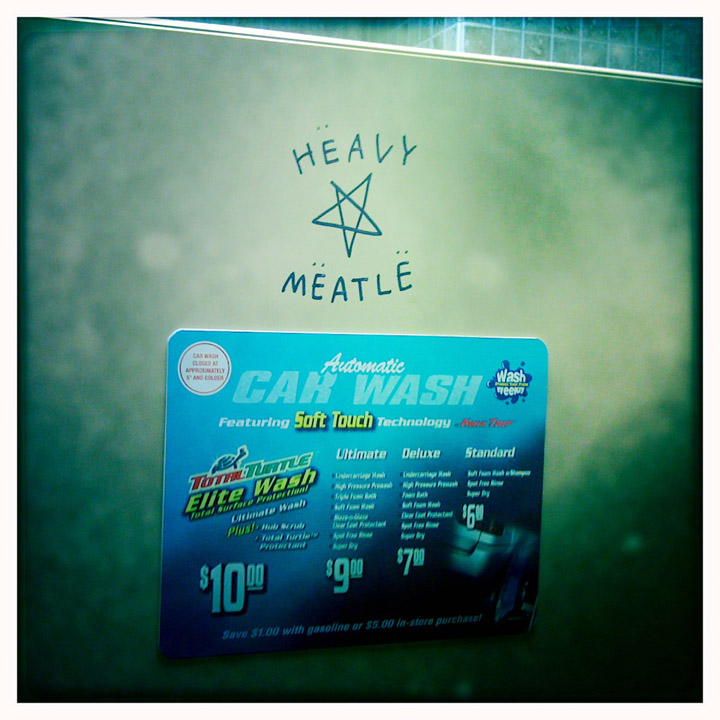 HËAVY
MËATLË
CAR WASH
CLOSED AT
APPROXIMATELY
5° AND COLDER
Automatic
CAR WASH
Wash
Weekly
Featuring Soft Touch Technology at KWIK TRIP
TOTAL TURTLE
Elite Wash
Total Surface Protection!
Ultimate Wash
Plus!
• Hub Scrub
• Total Turtle™
Protectant
$10.00
Ultimate
• Undercarriage Wash
• High Pressure Prewash
• Triple Foam Bath
• Soft Foam Wash
Clear Coat Protectant
• Spot Free Rinse
• Super Dry
$9.00
Deluxe
• Undercarriage Wash
High Pressure Prewash
Foam Bath
Soft Foam Wash
Clear Coat Protectant
Spot Free Rinse
Super Dry
$7.00
Standard
Soft Foam Wash w/Shampoo
Spot Free Rinse
Super Dry
$6.00
Save $1.00 with gasoline or $5.00 in-store purchase!